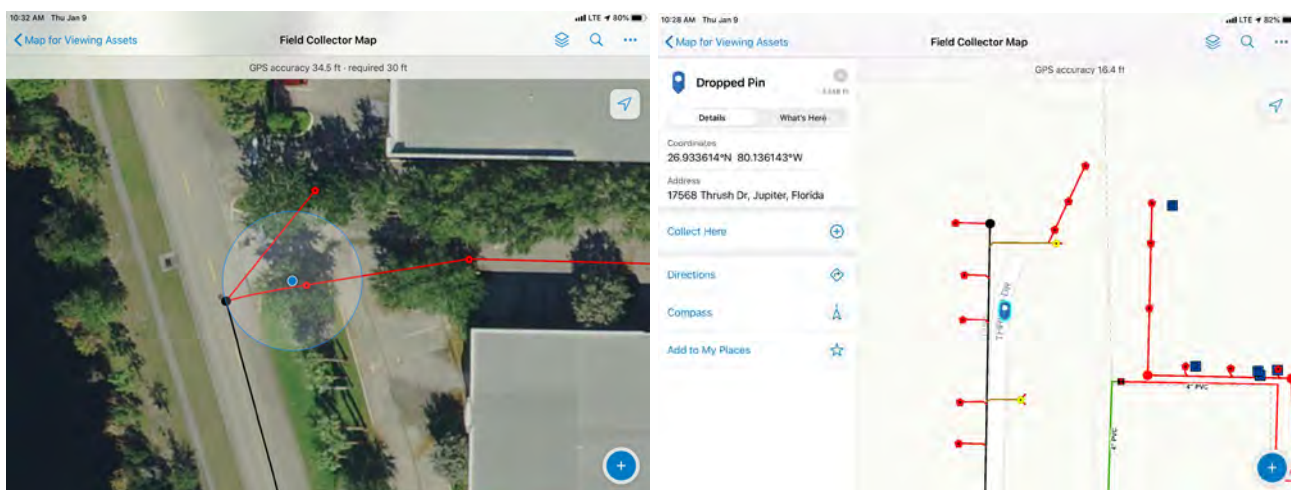 10:32 AM Thu Jan 9
LTE 80%
Map for Viewing Assets
Field Collector Map
GPS accuracy 34.5 ft · required 30 ft
10:28 AM Thu Jan 9
LTE 82%
Map for Viewing Assets
Field Collector Map
GPS accuracy 16.4 ft
Dropped Pin
Details
What's Here
Coordinates
26.933614°N 80.136143°W
Address
17568 Thrush Dr, Jupiter, Florida
Collect Here
Directions
Compass
Add to My Places
4" PVC
4" PVC